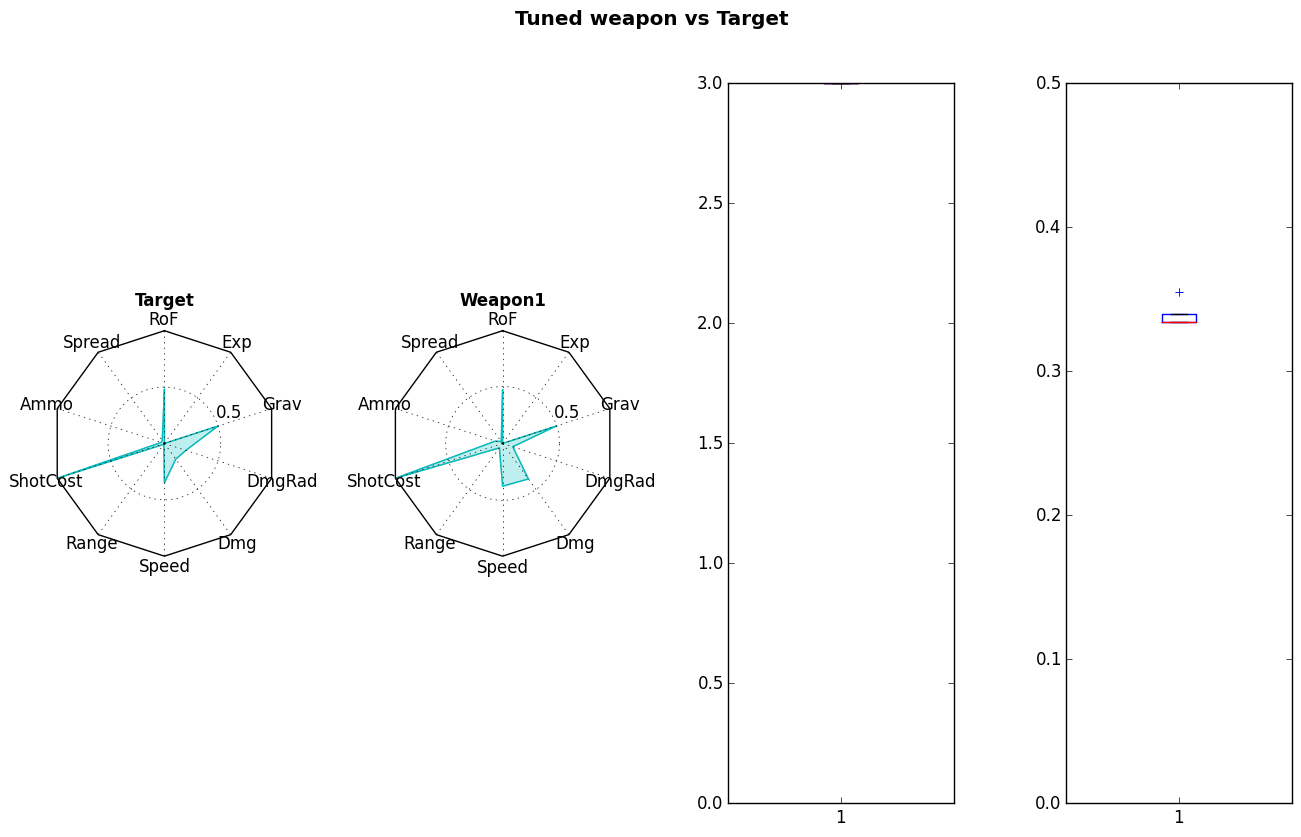 Tuned weapon vs Target
Target
RoF
Exp
Grav
DmgRad
Dmg
Speed
Range
ShotCost
Ammo
Spread
0.5
Weapon1
RoF
Exp
Grav
DmgRad
Dmg
Speed
Range
ShotCost
Ammo
Spread
0.5
3.0
2.5
2.0
1.5
1.0
0.5
0.0
1
0.5
0.4
0.3
0.2
0.1
0.0
1